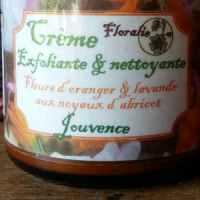 Floralie
Crème
Exfoliante & nettoyante
Fleurs d'oranger & lavande
aux noyaux d'abricot
Jouvence